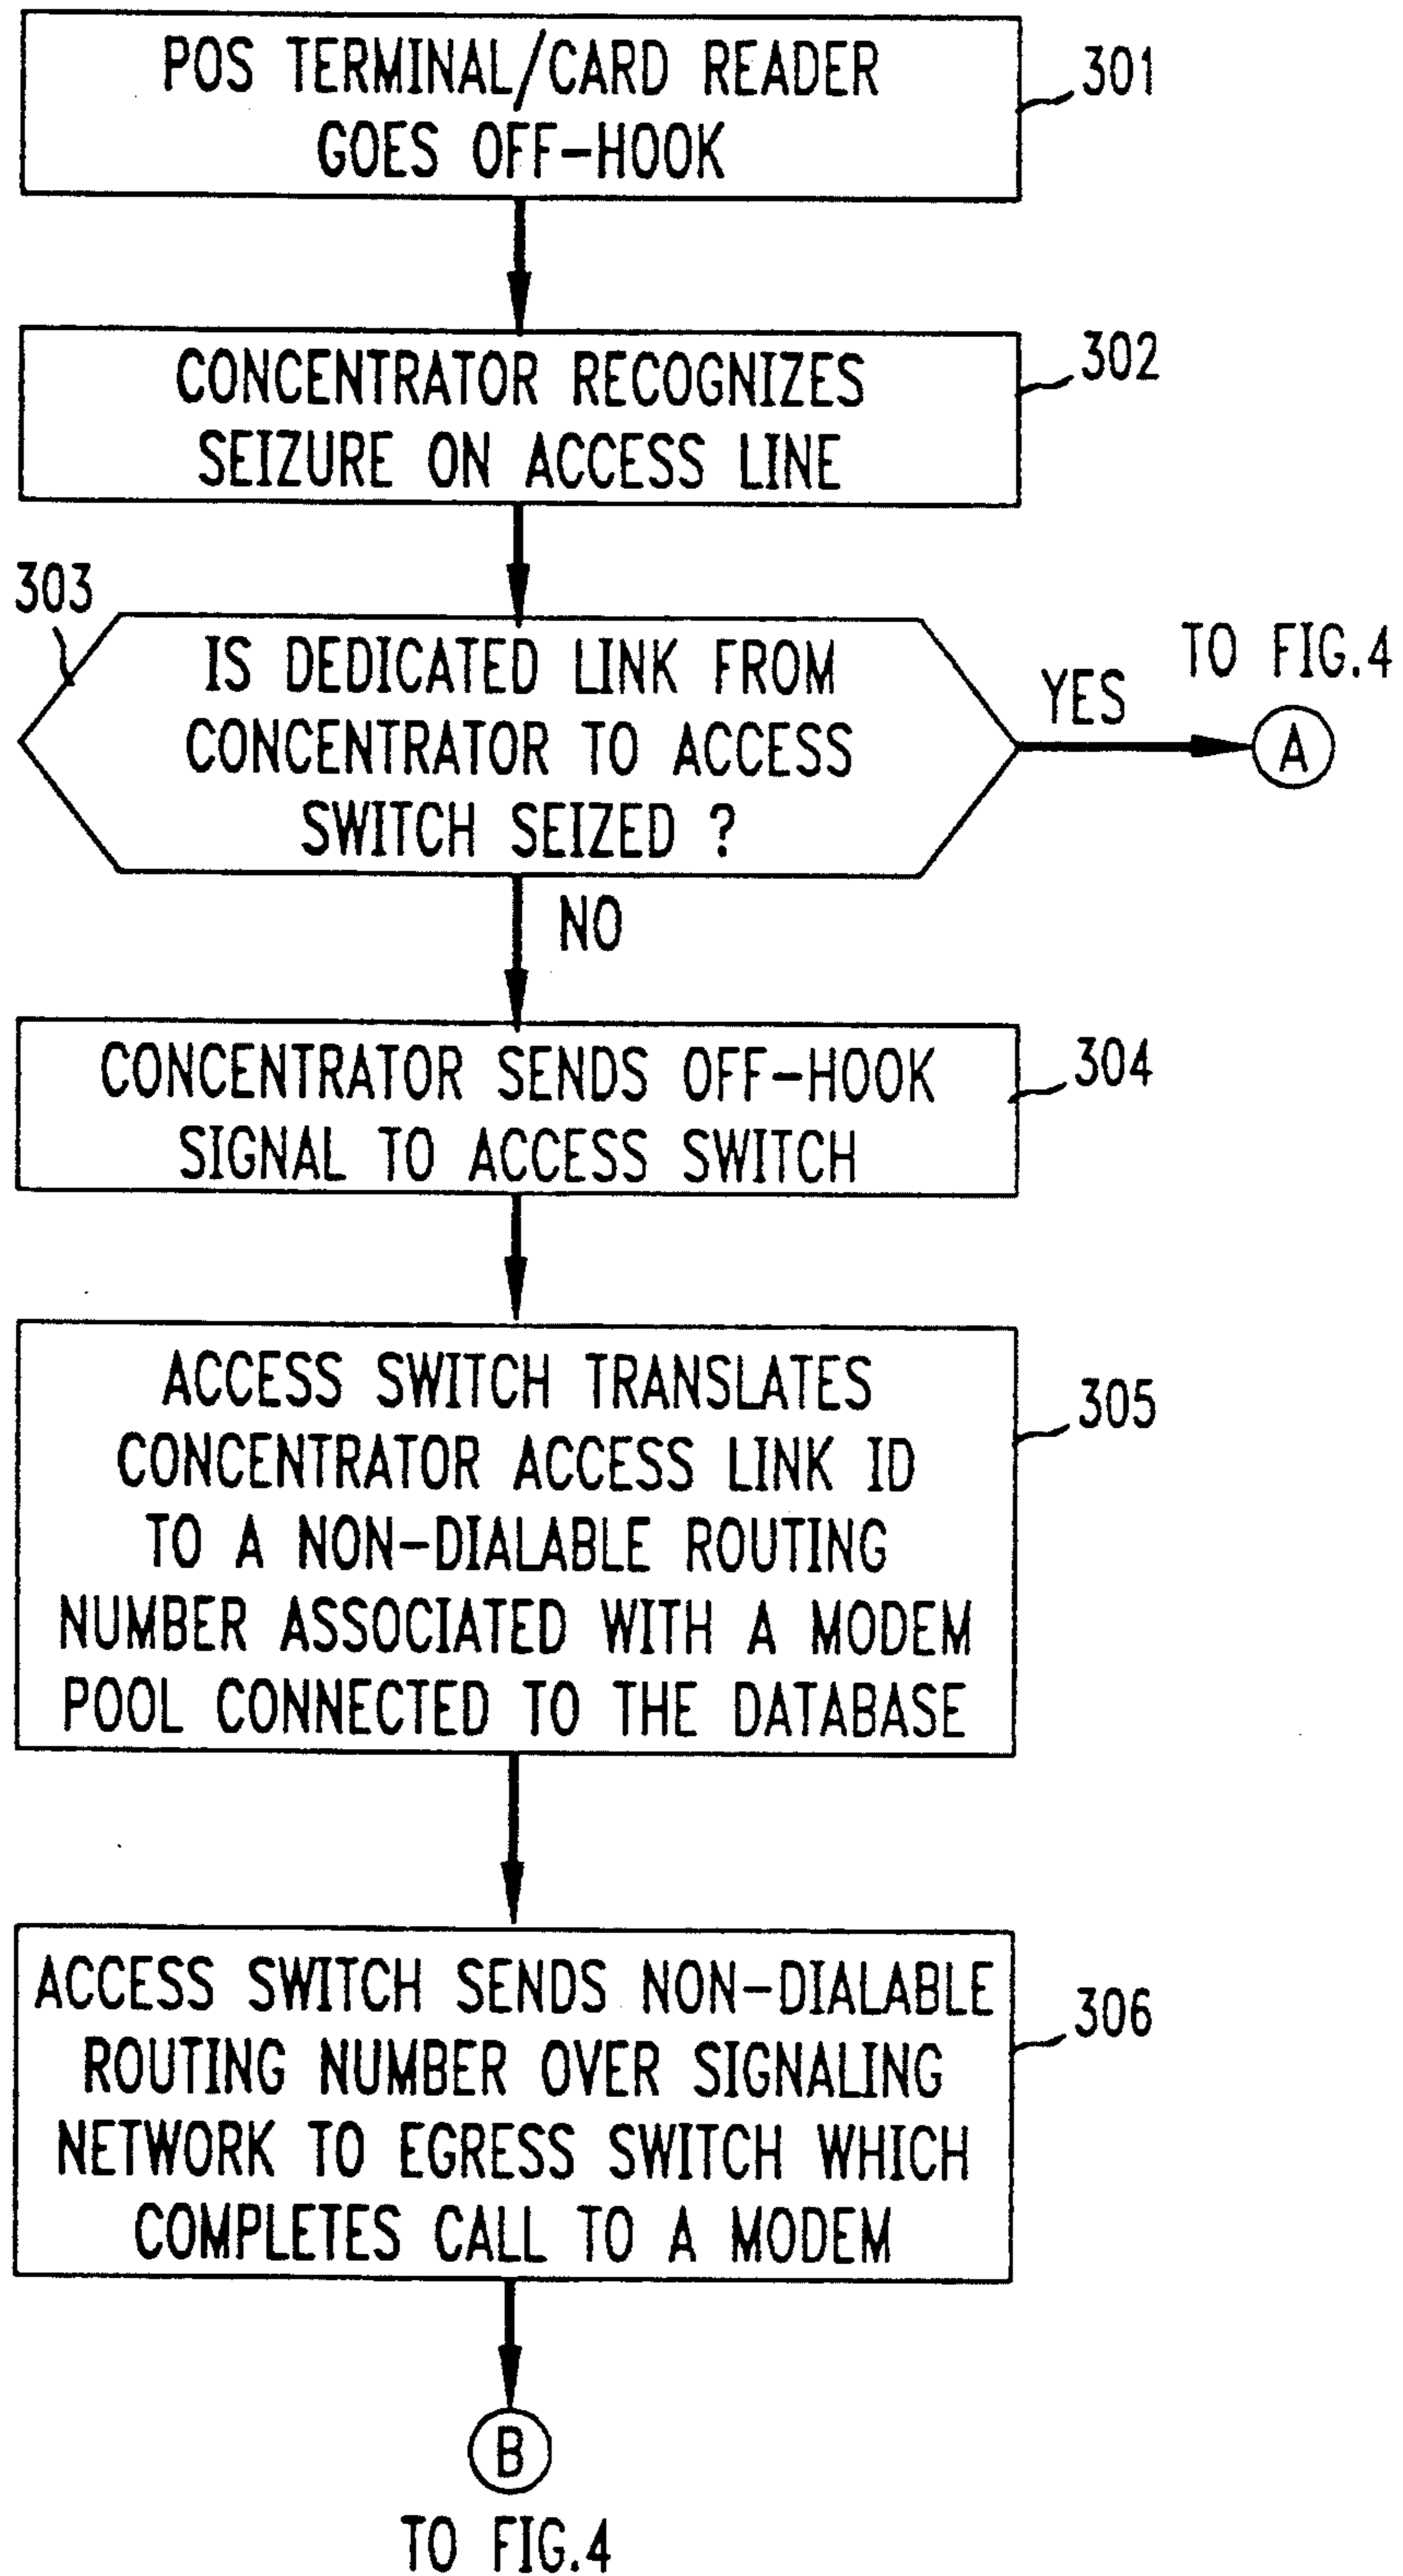 POS TERMINAL/CARD READER
GOES OFF-HOOK
301
CONCENTRATOR RECOGNIZES
SEIZURE ON ACCESS LINE
302
303
IS DEDICATED LINK FROM
CONCENTRATOR TO ACCESS
SWITCH SEIZED ?
YES
TO FIG.4
A
NO
CONCENTRATOR SENDS OFF-HOOK
SIGNAL TO ACCESS SWITCH
304
ACCESS SWITCH TRANSLATES
CONCENTRATOR ACCESS LINK ID
TO A NON-DIALABLE ROUTING
NUMBER ASSOCIATED WITH A MODEM
POOL CONNECTED TO THE DATABASE
305
ACCESS SWITCH SENDS NON-DIALABLE
ROUTING NUMBER OVER SIGNALING
NETWORK TO EGRESS SWITCH WHICH
COMPLETES CALL TO A MODEM
306
B
TO FIG.4